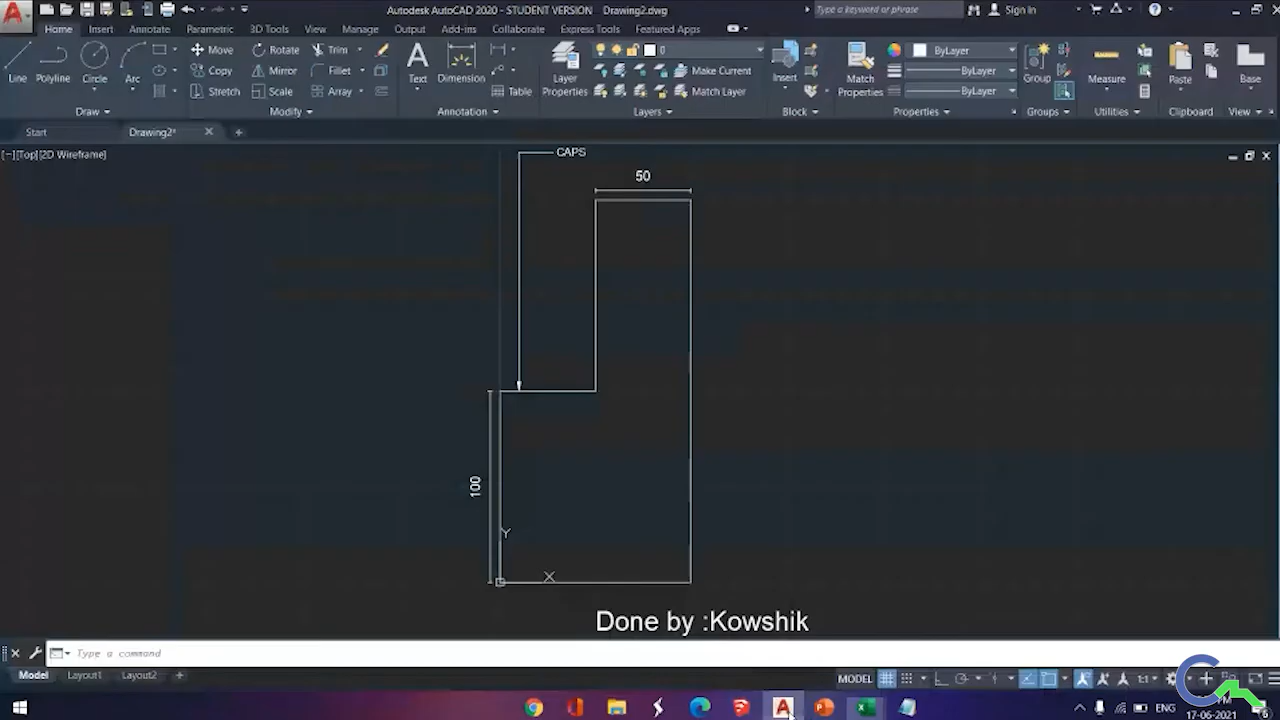 Autodesk AutoCAD 2020 - STUDENT VERSION Drawing2.dwg
Type a keyword or phrase
Sign In
Home Insert Annotate Parametric 3D Tools View Manage Output Add-ins Collaborate Express Tools Featured Apps
Line
Polyline
Circle
Arc
Move
Rotate
Trim
Copy
Mirror
Fillet
Stretch
Scale
Array
Text
Dimension
Table
Layer
Properties
0
Make Current
Match Layer
Insert
Match
Properties
ByLayer
ByLayer
ByLayer
Group
Measure
Paste
Base
Draw Modify Annotation Layers Block Properties Groups Utilities Clipboard View
Start Drawing2*
[−][Top][2D Wireframe]
CAPS
50
100
Y
X
Done by :Kowshik
Type a command
Model Layout1 Layout2
MODEL
1:1
ENG
17-06-2021